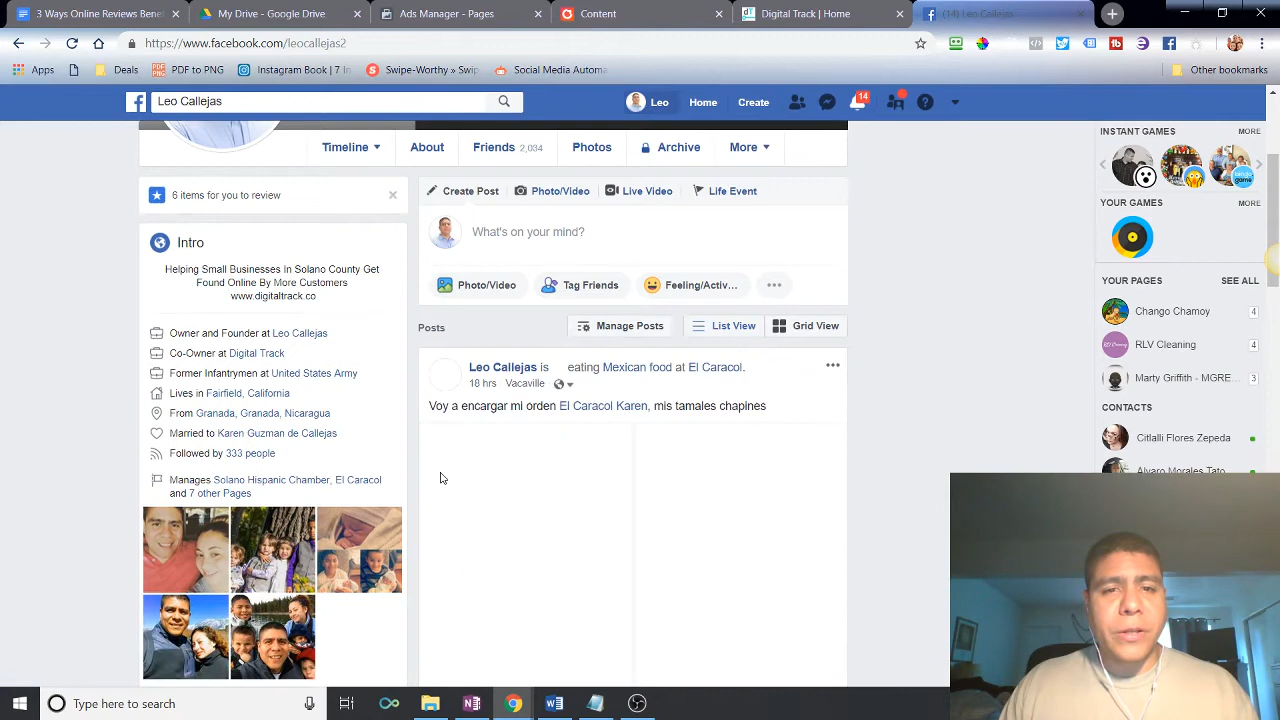 3 Ways Online Reviews Bene
My Drive - Google Drive
Ads Manager - Pages
Content
Digital Track | Home
(14) Leo Callejas
https://www.facebook.com/leocallejas2
Apps
Deals
PDF to PNG
Instagram Book | 7 In
Swipe-Worthy » Swip
Social Media Automa
Other bookmarks
Leo Callejas
Leo
Home
Create
14
Timeline
About
Friends 2,034
Photos
Archive
More
INSTANT GAMES
MORE
6 items for you to review
Create Post
Photo/Video
Live Video
Life Event
YOUR GAMES
MORE
What's on your mind?
Intro
Helping Small Businesses In Solano County Get
Found Online By More Customers
www.digitaltrack.co
Photo/Video
Tag Friends
Feeling/Activ...
YOUR PAGES
SEE ALL
Chango Chamoy
4
Owner and Founder at Leo Callejas
Co-Owner at Digital Track
Former Infantrymen at United States Army
Lives in Fairfield, California
From Granada, Granada, Nicaragua
Married to Karen Guzman de Callejas
Followed by 333 people
Posts
Manage Posts
List View
Grid View
RLV Cleaning
4
Marty Griffith - MGRE...
3
Leo Callejas is eating Mexican food at El Caracol.
18 hrs Vacaville
Voy a encargar mi orden El Caracol Karen, mis tamales chapines
CONTACTS
Citlalli Flores Zepeda
Alvaro Morales Tato
Manages Solano Hispanic Chamber, El Caracol
and 7 other Pages
Type here to search